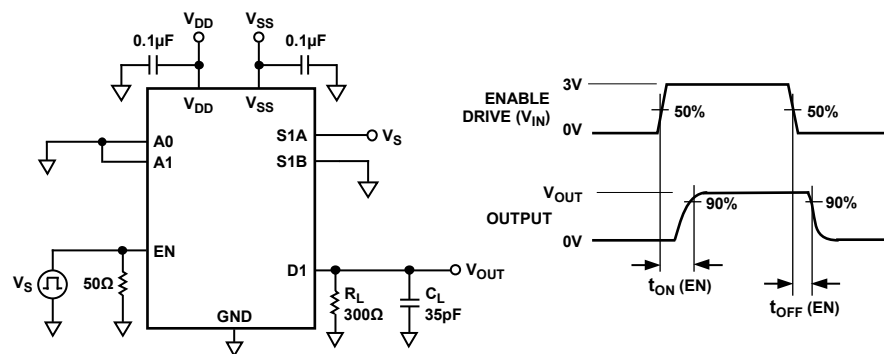 VDD
VSS
0.1µF
0.1µF
VDD
VSS
A0
A1
S1A
VS
S1B
EN
VS
50Ω
D1
VOUT
RL
300Ω
CL
35pF
GND
ENABLE
DRIVE (VIN)
3V
0V
50%
50%
OUTPUT
VOUT
0V
90%
90%
tON (EN)
tOFF (EN)